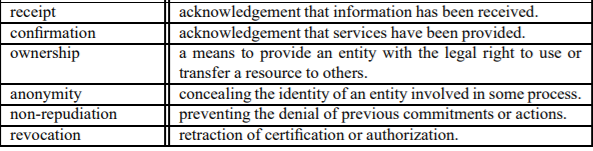 receipt acknowledgement that information has been received.
confirmation acknowledgement that services have been provided.
ownership a means to provide an entity with the legal right to use or
transfer a resource to others.
anonymity concealing the identity of an entity involved in some process.
non-repudiation preventing the denial of previous commitments or actions.
revocation retraction of certification or authorization.